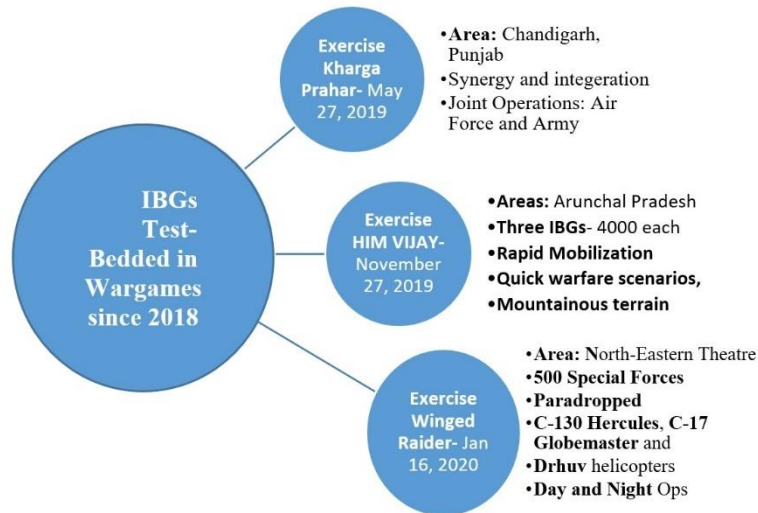 IBGs
Test-
Bedded in
Wargames
since 2018
Exercise
Kharga
Prahar- May
27, 2019
•Area: Chandigarh,
Punjab
•Synergy and integeration
•Joint Operations: Air
Force and Army
Exercise
HIM VIJAY-
November
27, 2019
•Areas: Arunchal Pradesh
•Three IBGs- 4000 each
•Rapid Mobilization
•Quick warfare scenarios,
•Mountainous terrain
Exercise
Winged
Raider- Jan
16, 2020
•Area: North-Eastern Theatre
•500 Special Forces
•Paradropped
•C-130 Hercules, C-17
Globemaster and
•Drhuv helicopters
•Day and Night Ops